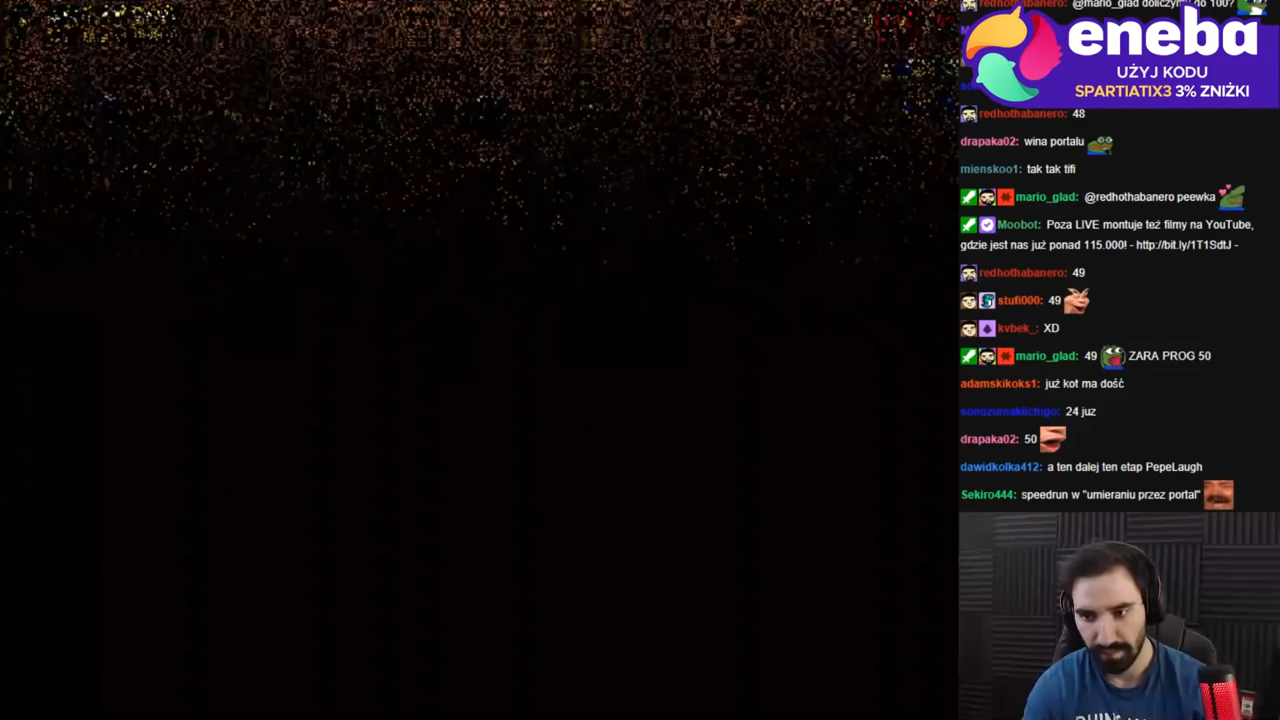 redhothabanero: @mario_glad doliczymy do 100?
eneba
UŻYJ KODU
SPARTIATIX3 3% ZNIŻKI
redhothabanero: 48
drapaka02: wina portalu
mienskoo1: tak tak tifi
mario_glad: @redhothabanero peewka
Moobot: Poza LIVE montuje też filmy na YouTube,
gdzie jest nas już ponad 115.000! - http://bit.ly/1T1SdtJ -
redhothabanero: 49
stufi000: 49
kvbek_: XD
mario_glad: 49 ZARA PROG 50
adamskikoks1: już kot ma dość
sonuzumakiichigo: 24 juz
drapaka02: 50
dawidkolka412: a ten dalej ten etap PepeLaugh
Sekiro444: speedrun w "umieraniu przez portal"